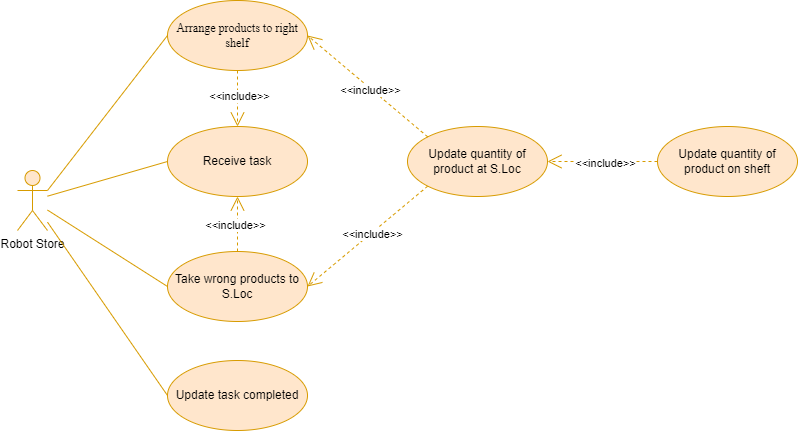 Arrange products to right
shelf
<<include>>
<<include>>
Receive task
Update quantity of
product at S.Loc
<<include>>
Update quantity of
product on sheft
Robot Store
<<include>>
<<include>>
Take wrong products to
S.Loc
Update task completed